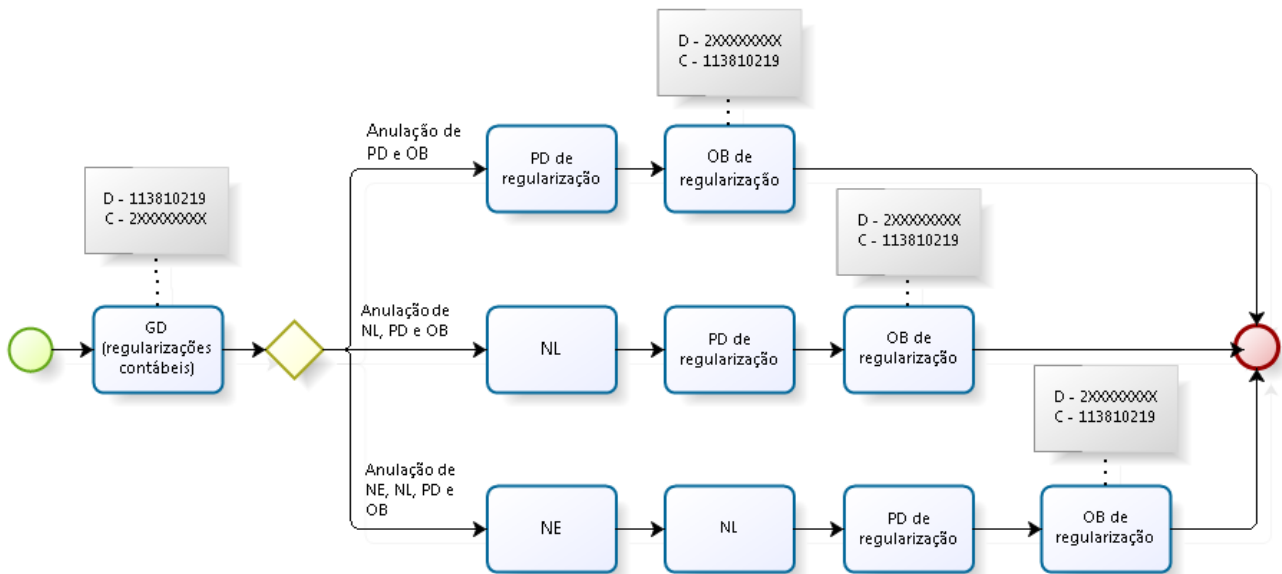 D - 2XXXXXXXX
C - 113810219
Anulação de
PD e OB
PD de
regularização
OB de
regularização
D - 113810219
C - 2XXXXXXXX
D - 2XXXXXXXX
C - 113810219
GD
(regularizações
contábeis)
Anulação de
NL, PD e OB
NL
PD de
regularização
OB de
regularização
D - 2XXXXXXXX
C - 113810219
Anulação de
NE, NL, PD e
OB
NE
NL
PD de
regularização
OB de
regularização